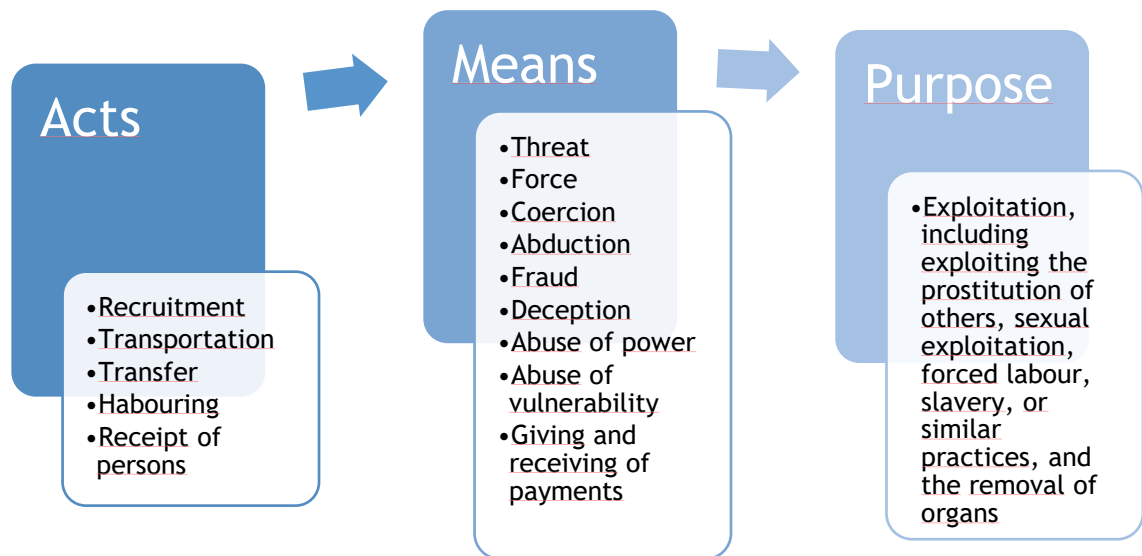 Acts
•Recruitment
•Transportation
•Transfer
•Habouring
•Receipt of
persons
Means
•Threat
•Force
•Coercion
•Abduction
•Fraud
•Deception
•Abuse of power
•Abuse of
vulnerability
•Giving and
receiving of
payments
Purpose
•Exploitation,
including
exploiting the
prostitution of
others, sexual
exploitation,
forced labour,
slavery, or
similar
practices, and
the removal of
organs